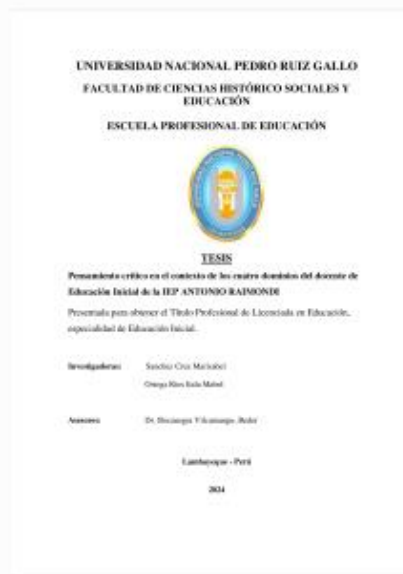 UNIVERSIDAD NACIONAL PEDRO RUIZ GALLO
FACULTAD DE CIENCIAS HISTÓRICO SOCIALES Y
EDUCACIÓN
ESCUELA PROFESIONAL DE EDUCACIÓN
TESIS
Pensamiento crítico en el contexto de los cuatro dominios del docente de
Educación Inicial de la IEP ANTONIO RAIMONDI
Presentada para obtener el Título Profesional de Licenciada en Educación,
especialidad de Educación Inicial.
Investigadoras: Sanchez Cruz Marisabel
Ortega Ríos Itala Mabel
Asesor: Dr.
Lambayeque - Perú
2024